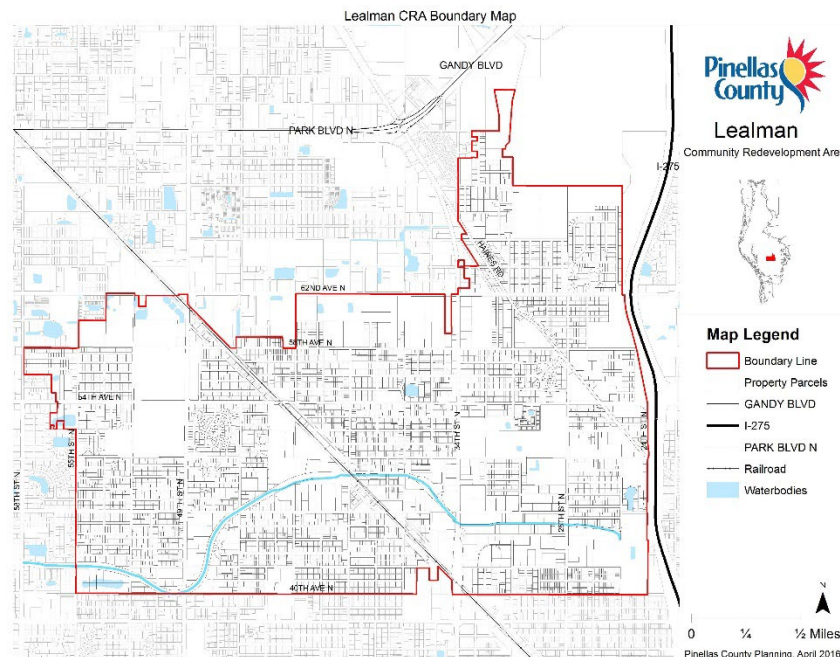 Lealman CRA Boundary Map
GANDY BLVD
PARK BLVD N
I-275
HAINES RD
62ND AVE N
58TH AVE N
54TH AVE N
55TH ST N
58TH ST N
49TH ST N
34TH ST N
25TH ST N
40TH AVE N
Pinellas
County
Lealman
Community Redevelopment Area
Map Legend
Boundary Line
Property Parcels
GANDY BLVD
I-275
PARK BLVD N
Railroad
Waterbodies
N
0 ¼ ½ Miles
Pinellas County Planning, April 2016